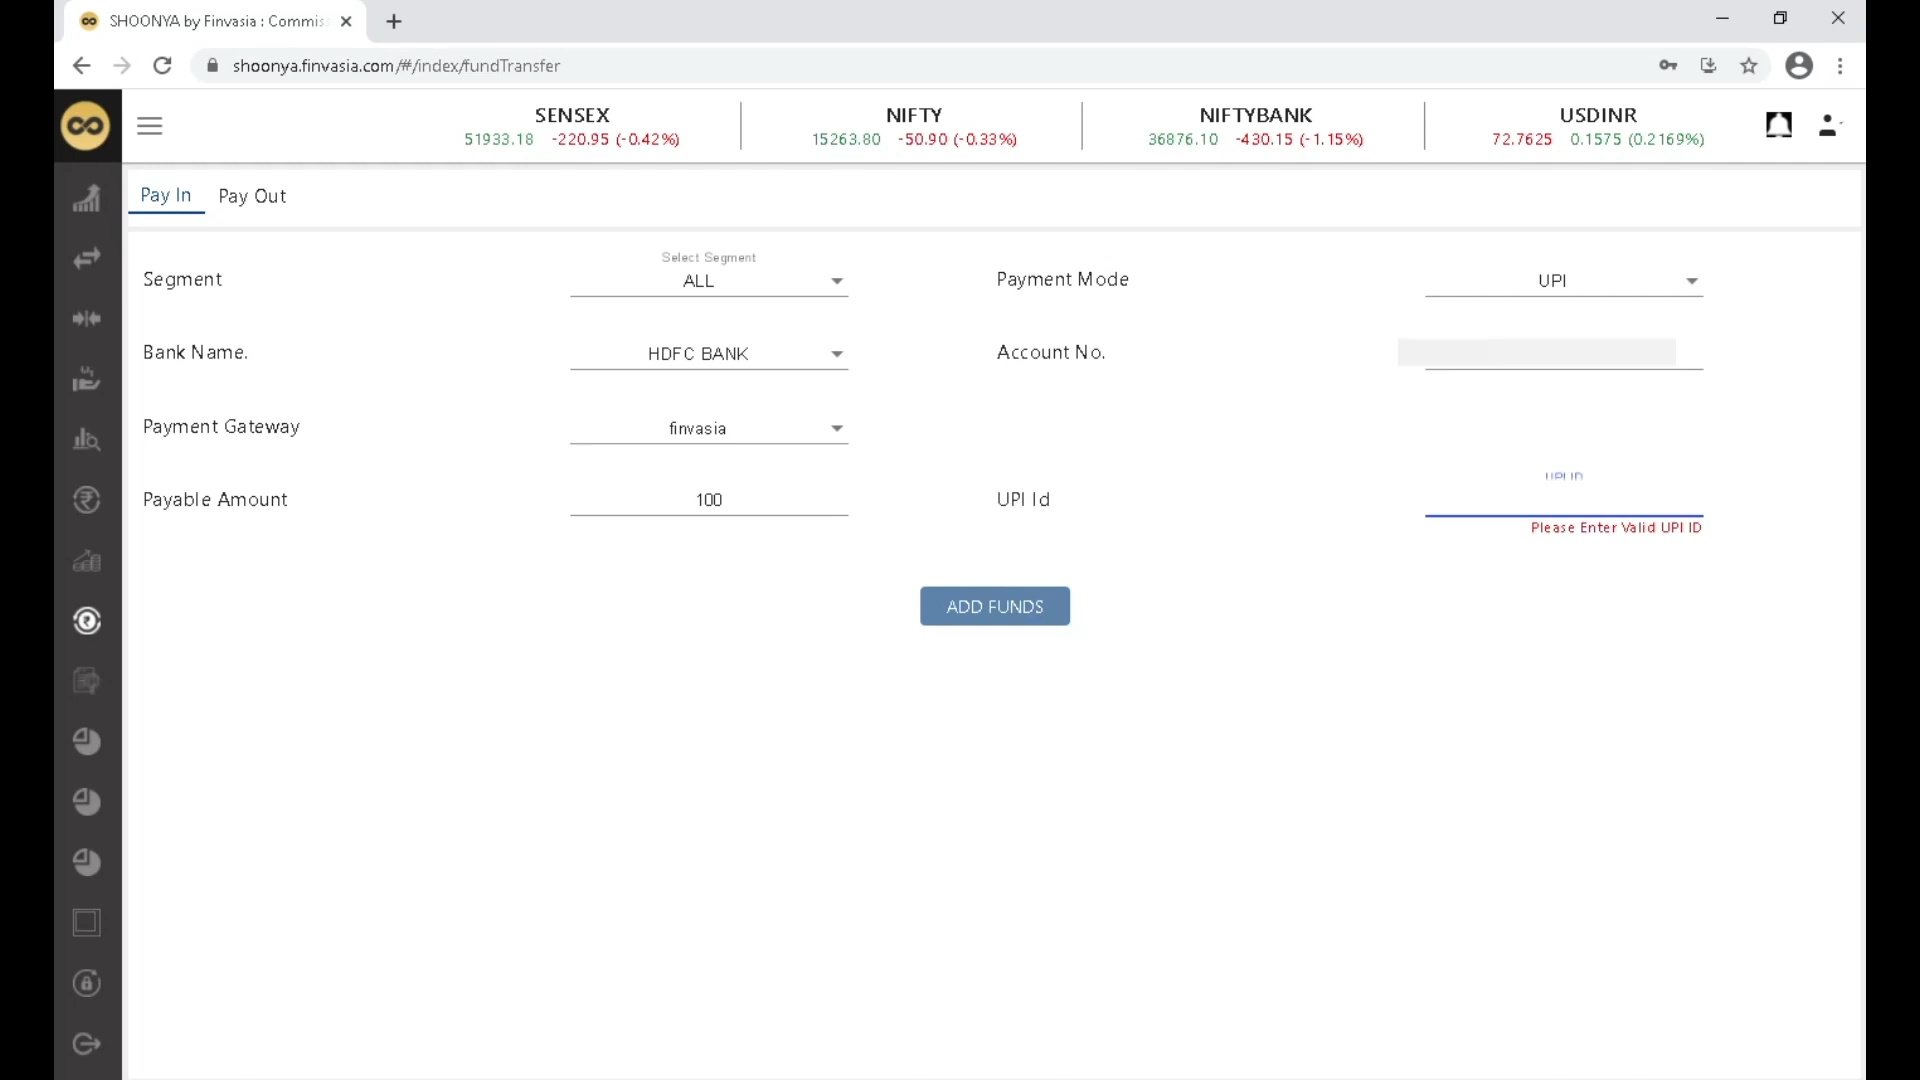 SHOONYA by Finvasia : Commis
shoonya.finvasia.com/#/index/fundTransfer
SENSEX
51933.18 -220.95 (-0.42%)
NIFTY
15263.80 -50.90 (-0.33%)
NIFTYBANK
36876.10 -430.15 (-1.15%)
USDINR
72.7625 0.1575 (0.2169%)
Pay In Pay Out
Select Segment
Segment ALL Payment Mode UPI
Bank Name. HDFC BANK Account No.
Payment Gateway finvasia
UPI ID
Payable Amount 100 UPI Id
Please Enter Valid UPI ID
ADD FUNDS